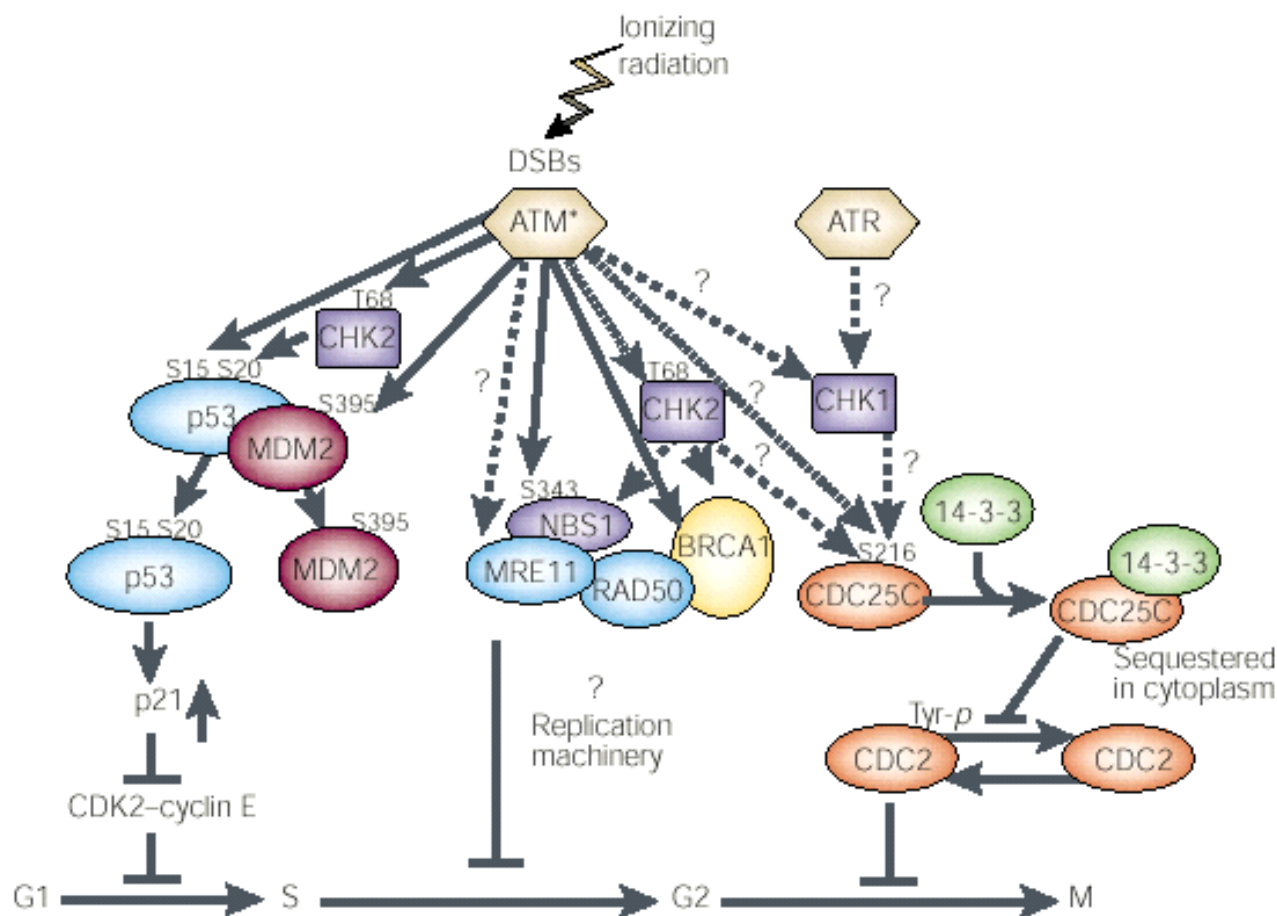 Ionizing
radiation
DSBs
ATM*
ATR
?
?
T68
CHK2
S15 S20
p53
S395
MDM2
?
T68
CHK2
?
CHK1
?
?
S15 S20
p53
S395
MDM2
S343
NBS1
MRE11
RAD50
BRCA1
S216
CDC25C
14-3-3
14-3-3
CDC25C
Sequestered
in cytoplasm
p21
?
Replication
machinery
Tyr-p
CDC2
CDC2
CDK2–cyclin E
G1
S
G2
M